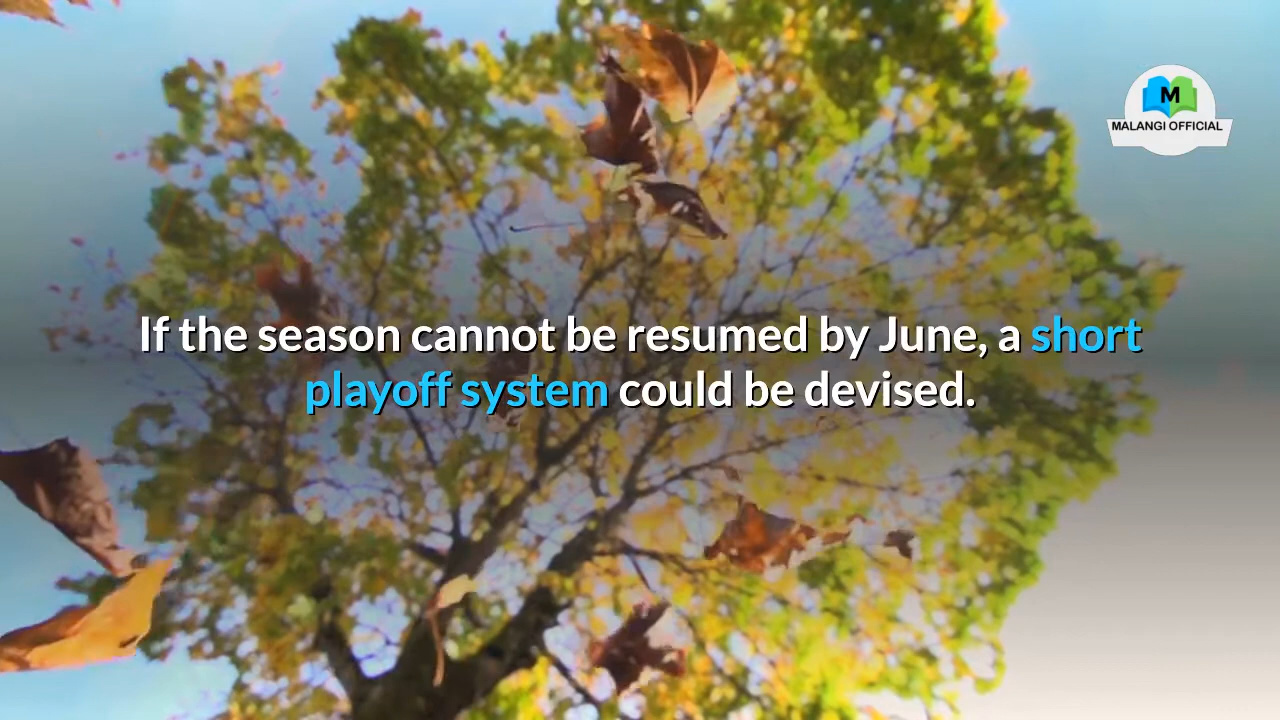 M
MALANGI OFFICIAL
If the season cannot be resumed by June, a short
playoff system could be devised.